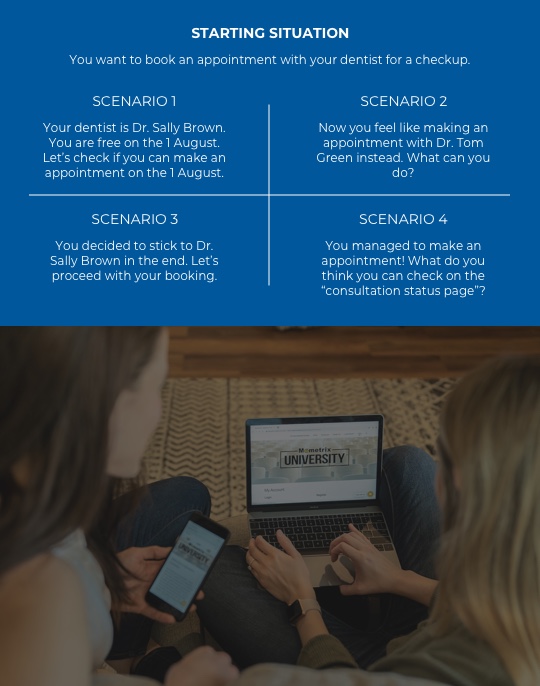 STARTING SITUATION
You want to book an appointment with your dentist for a checkup.
SCENARIO 1
Your dentist is Dr. Sally Brown.
You are free on the 1 August.
Let's check if you can make an
appointment on the 1 August.
SCENARIO 2
Now you feel like making an
appointment with Dr. Tom
Green instead. What can you
do?
SCENARIO 3
You decided to stick to Dr.
Sally Brown in the end. Let's
proceed with your booking.
SCENARIO 4
You managed to make an
appointment! What do you
think you can check on the
“consultation status page”?
Mometrix
UNIVERSITY
UNIVERSITY